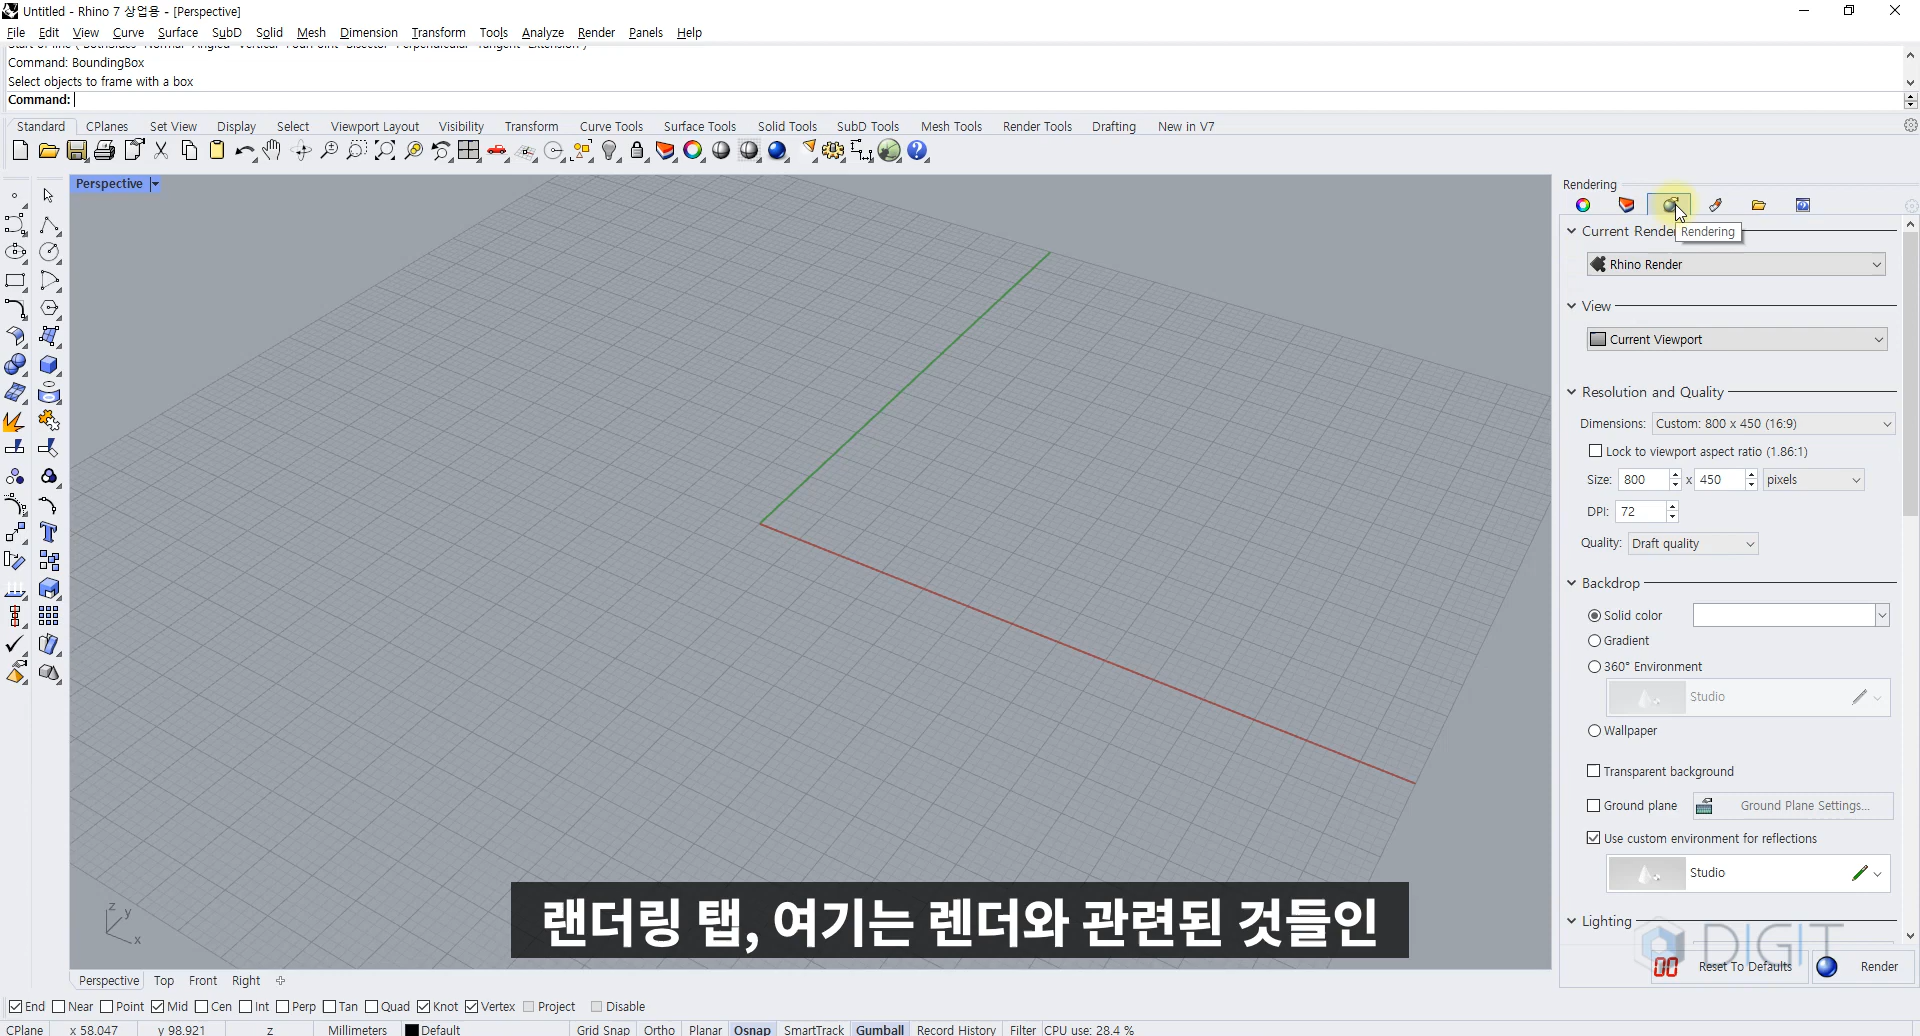 Untitled - Rhino 7 상업용 - [Perspective]
File Edit View Curve Surface SubD Solid Mesh Dimension Transform Tools Analyze Render Panels Help
Command: BoundingBox
Select objects to frame with a box
Command:
Standard CPlanes Set View Display Select Viewport Layout Visibility Transform Curve Tools Surface Tools Solid Tools SubD Tools Mesh Tools Render Tools Drafting New in V7
Perspective
Rendering
Current Rende
Rendering
Rhino Render
View
Current Viewport
Resolution and Quality
Dimensions: Custom: 800 x 450 (16:9)
Lock to viewport aspect ratio (1.86:1)
Size: 800 x 450 pixels
DPI: 72
Quality: Draft quality
Backdrop
Solid color
Gradient
360° Environment
Studio
Wallpaper
Transparent background
Ground plane Ground Plane Settings...
Use custom environment for reflections
Studio
Lighting
DIGIT
Reset To Defaults Render
z y x
랜더링 탭, 여기는 렌더와 관련된 것들인
Perspective Top Front Right
End Near Point Mid Cen Int Perp Tan Quad Knot Vertex Project Disable
CPlane x 58.047 y 98.921 z Millimeters Default Grid Snap Ortho Planar Osnap SmartTrack Gumball Record History Filter CPU use: 28.4 %